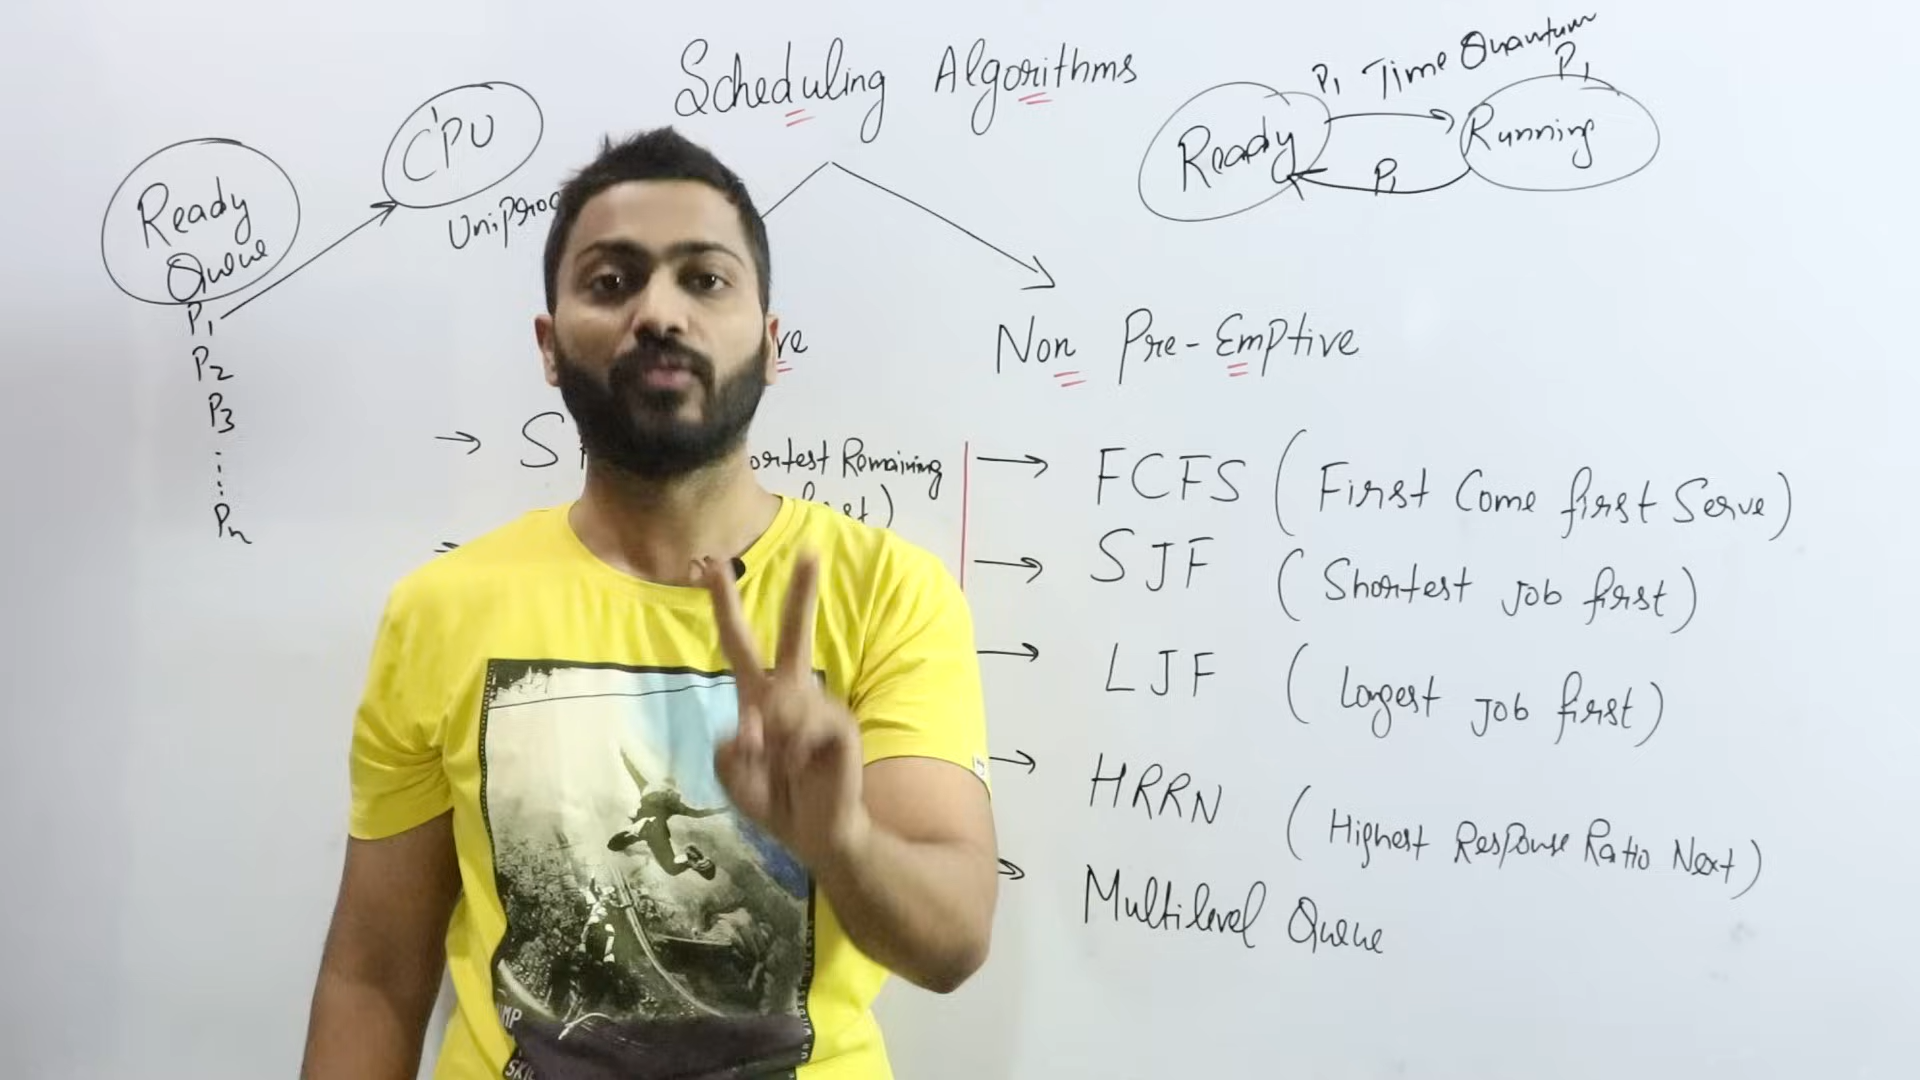 Scheduling Algorithms
Ready
Queue
CPU
P1
P2
P3
Pn
P1 Time Quantum
P1
Ready
Running
P1
Non Pre-Emptive
Remaining
FCFS (First Come first Serve)
SJF (Shortest Job first)
LJF (Longest Job first)
HRRN (Highest Response Ratio Next)
Multilevel Queue